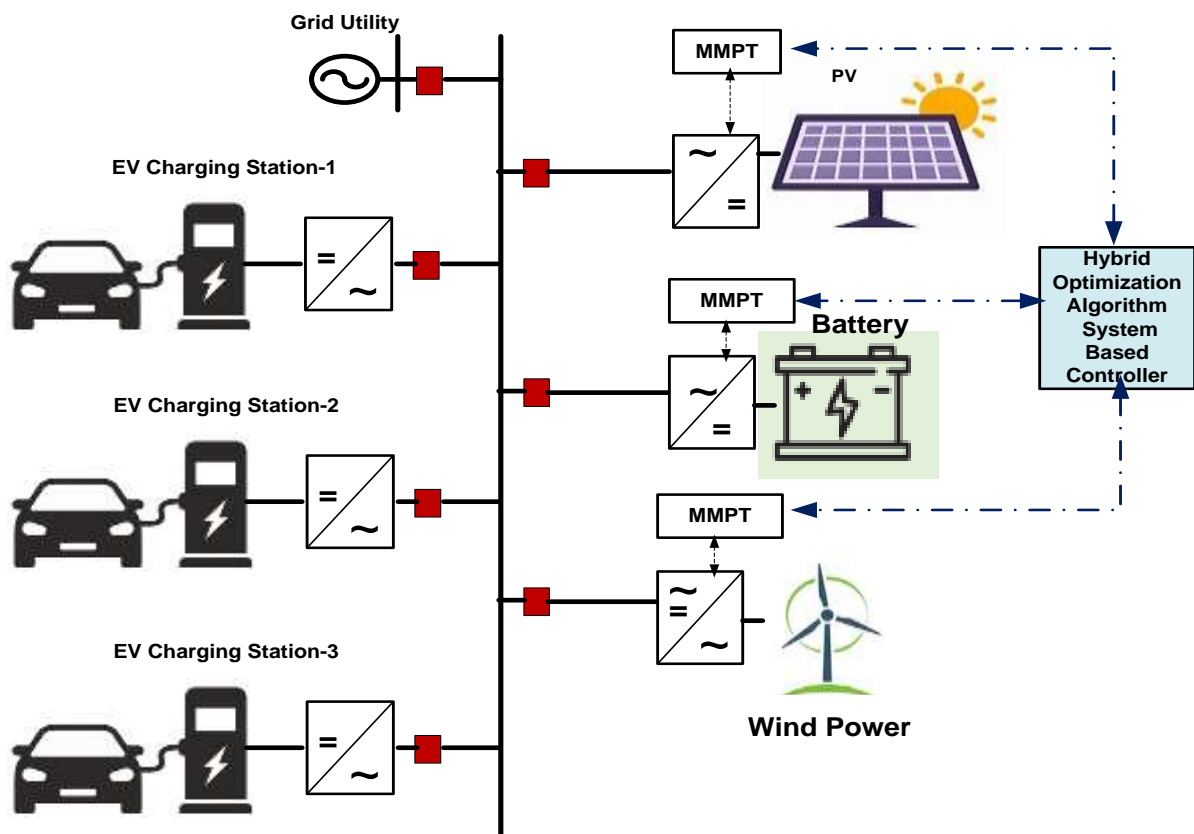 Grid Utility
MMPT
PV
EV Charging Station-1
Hybrid
Optimization
Algorithm
System
Based
Controller
MMPT
Battery
EV Charging Station-2
MMPT
EV Charging Station-3
Wind Power